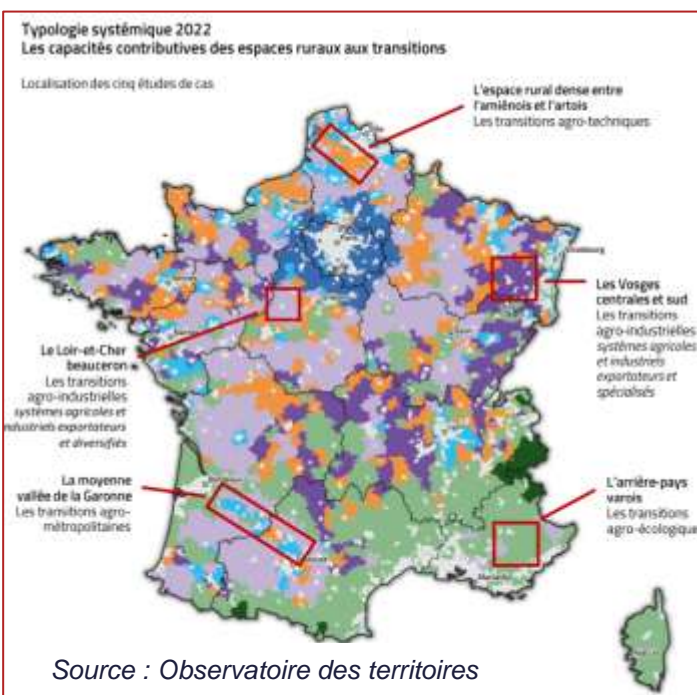 Typologie systémique 2022
Les capacités contributives des espaces ruraux aux transitions
Localisation des cinq études de cas
L'espace rural dense entre
l'amiénois et l'artois
Les transitions agro-techniques
Les Vosges
centrales et sud
Les transitions
agro-industrielles
systèmes agricoles
et industriels
exportateurs et
spécialisés
Le Loir-et-Cher
beauceron
Les transitions
agro-industrielles
systèmes agricoles et
industriels exportateurs
et diversifiés
La moyenne
vallée de la Garonne
Les transitions agro-
métropolitaines
L'arrière-pays
varois
Les transitions
agro-écologique
Source : Observatoire des territoires